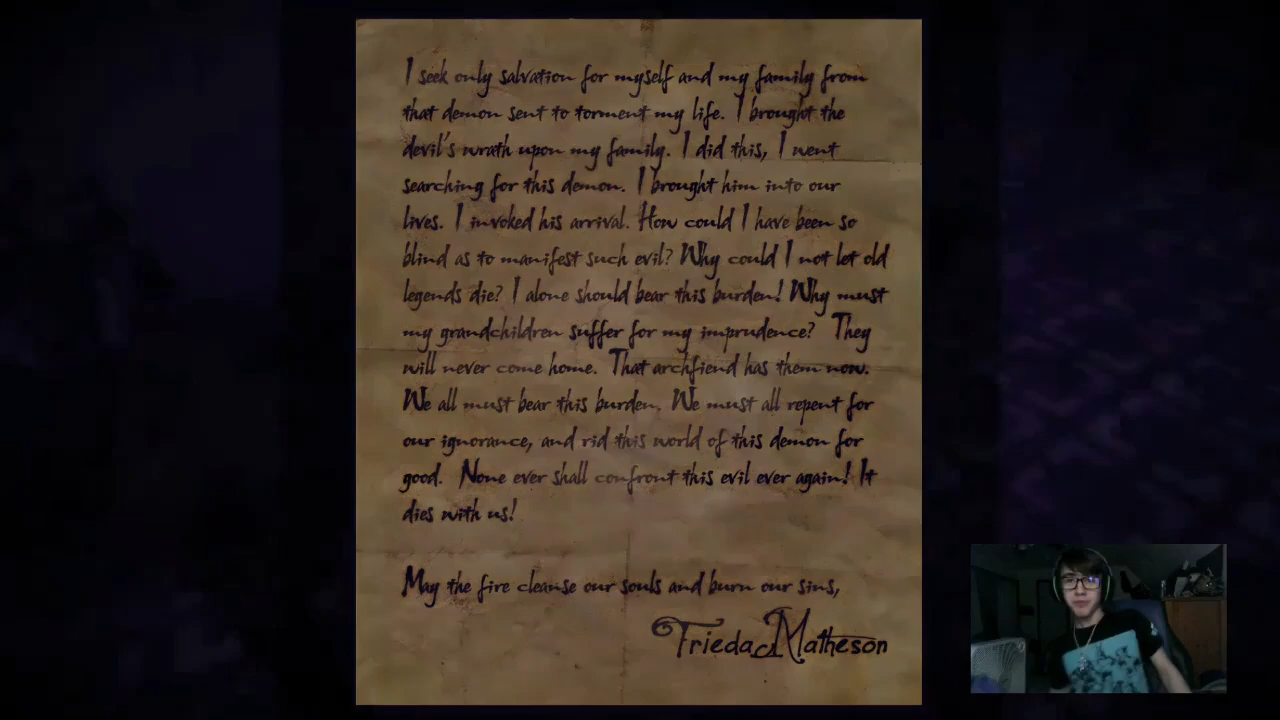 I seek only salvation for myself and my family from
that demon sent to torment my life. I brought the
devil's wrath upon my family. I did this, I went
searching for this demon. I brought him into our
lives. I invoked his arrival. How could I have been so
blind as to manifest such evil? Why could I not let old
legends die? I alone should bear this burden! Why must
my grandchildren suffer for my imprudence? They
will never come home. That archfiend has them now.
We all must bear this burden. We must all repent for
our ignorance, and rid this world of this demon for
good. None ever shall confront this evil ever again! It
dies with us!
May the fire cleanse our souls and burn our sins,
Frieda Matheson